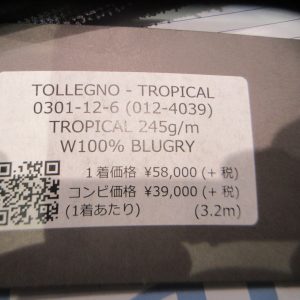 TOLLEGNO - TROPICAL
0301-12-6 (012-4039)
TROPICAL 245g/m
W100% BLUGRY
1着価格 ¥58,000 (+ 税)
コンビ価格 ¥39,000 (+ 税)
(1着あたり) (3.2m)